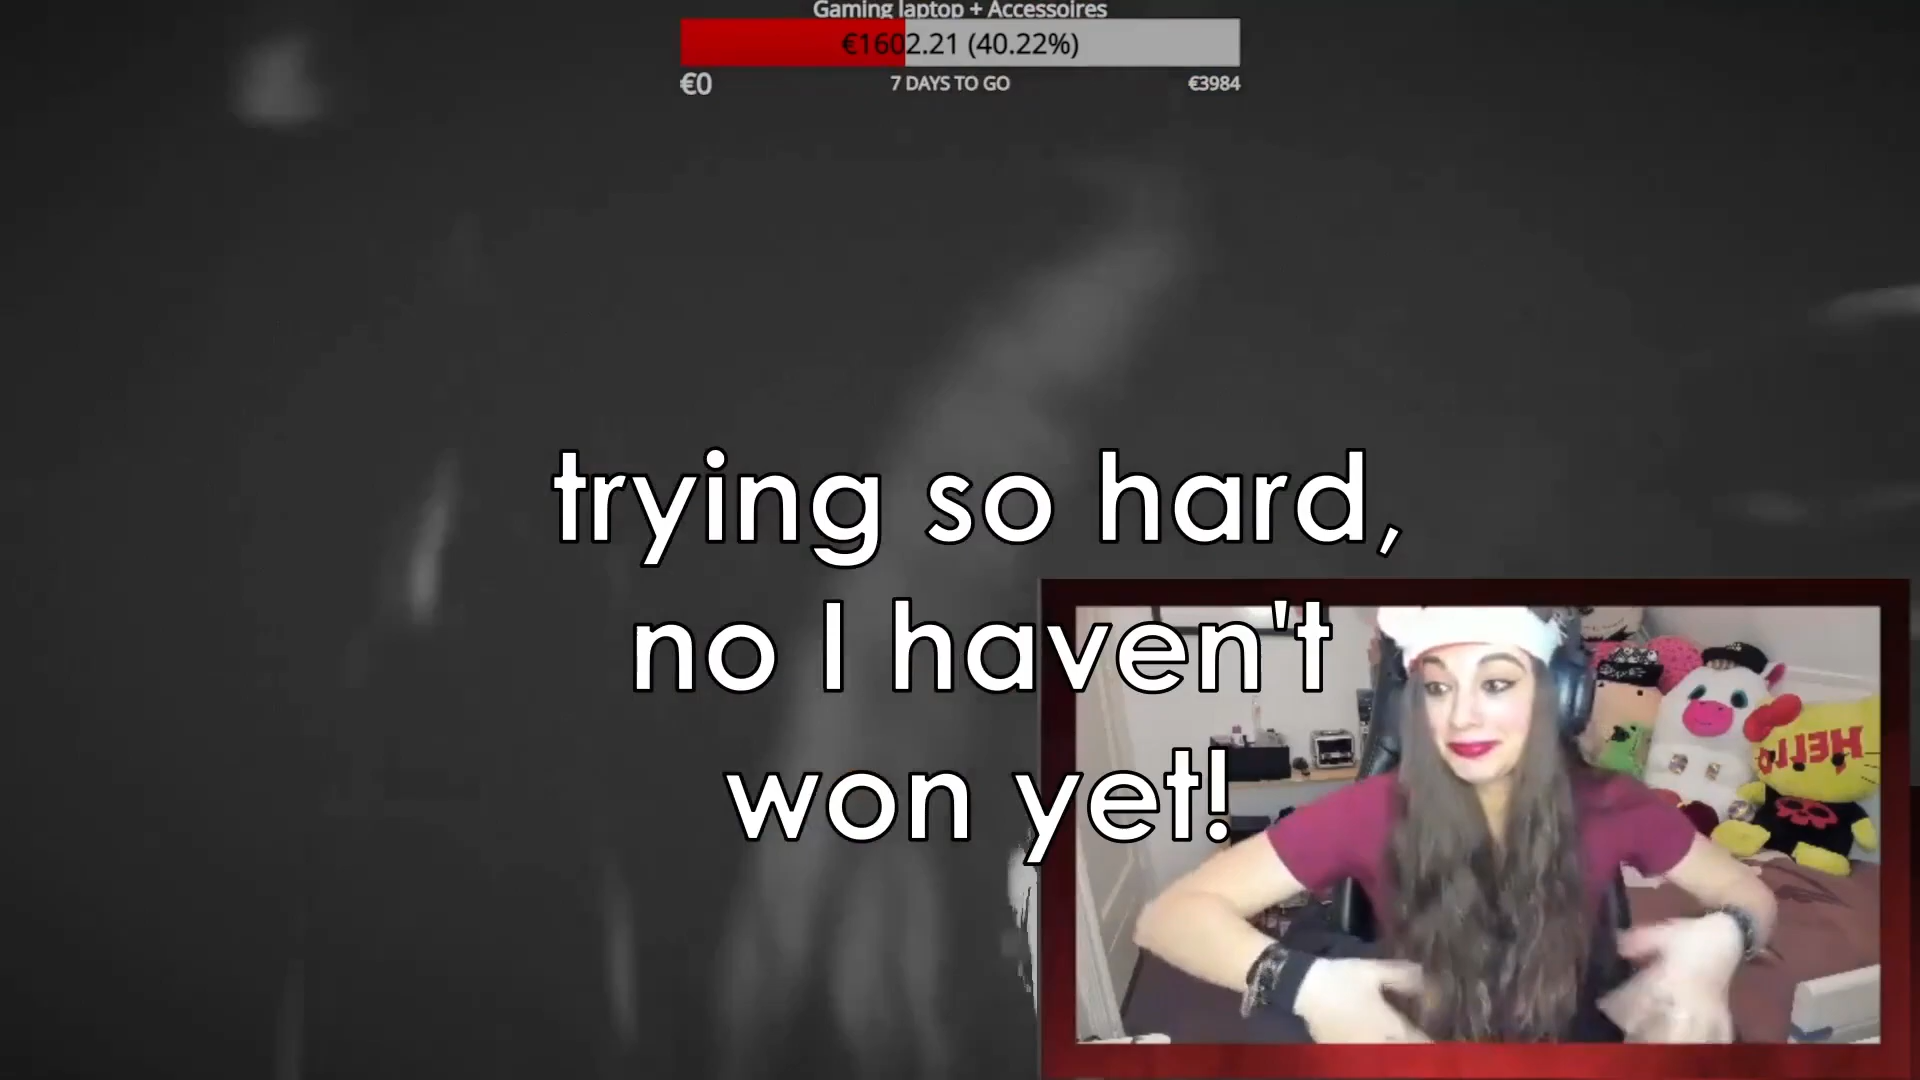 Gaming laptop + Accessoires
€1602.21 (40.22%)
€0 7 DAYS TO GO €3984
trying so hard,
no I haven't
won yet!
HELLO